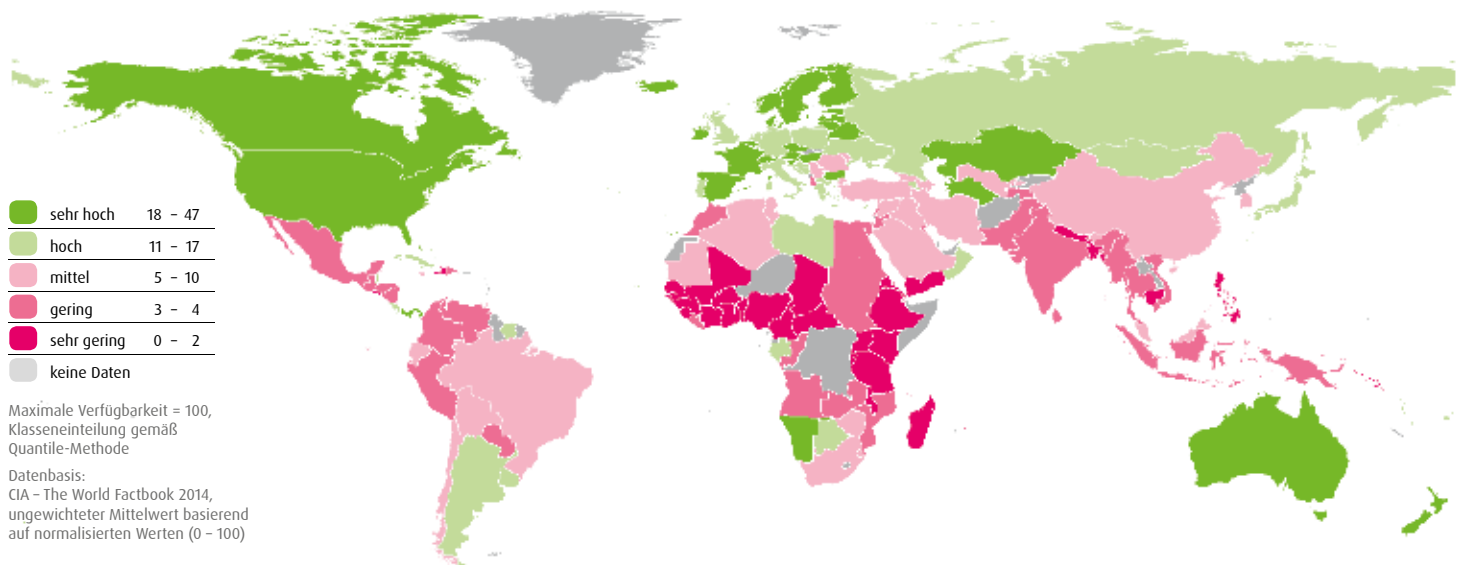 sehr hoch 18 – 47
hoch 11 – 17
mittel 5 – 10
gering 3 – 4
sehr gering 0 – 2
keine Daten
Maximale Verfügbarkeit = 100,
Klasseneinteilung gemäß
Quantile-Methode
Datenbasis:
CIA – The World Factbook 2014,
ungewichteter Mittelwert basierend
auf normalisierten Werten (0 – 100)